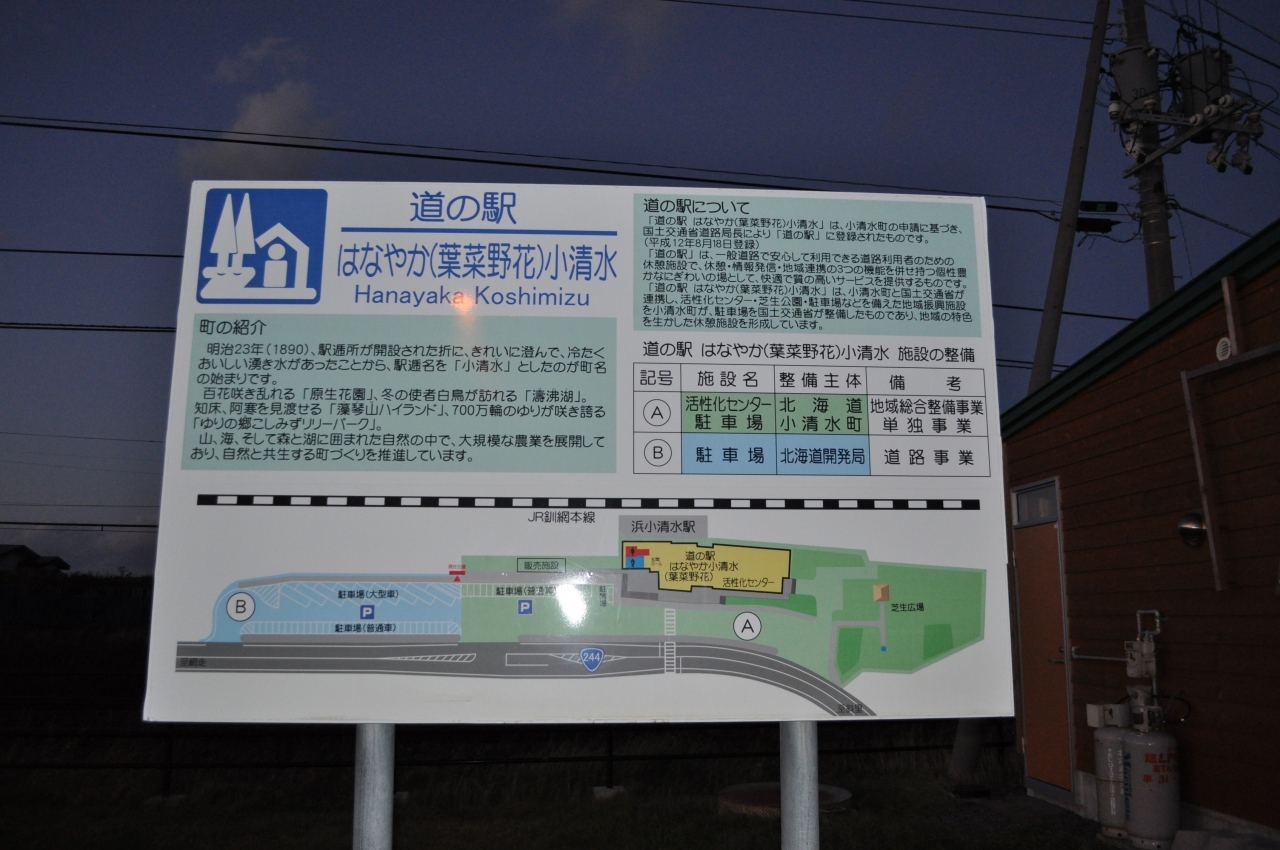 道の駅
はなやか(葉菜野花)小清水
Hanayaka Koshimizu
町の紹介
明治23年(1890)、駅逓所が開設された折に、きれいに澄んで、冷たく
おいしい湧き水があったことから、駅逓名を「小清水」としたのが町名
の始まりです。
百花咲き乱れる「原生花園」、冬の使者白鳥が訪れる「濤沸湖」。
知床、阿寒を見渡せる「藻琴山ハイランド」、700万輪のゆりが咲き誇る
「ゆりの郷こしみずリリーパーク」。
山、海、そして森と湖に囲まれた自然の中で、大規模な農業を展開して
おり、自然と共生する町づくりを推進しています。
道の駅について
「道の駅 はなやか(葉菜野花)小清水」は、小清水町の申請に基づき、
国土交通省道路局長により「道の駅」に登録されたものです。
(平成12年8月18日登録)
「道の駅」は、一般道路で安心して利用できる道路利用者のための
休憩施設で、休憩・情報発信・地域連携の3つの機能を併せ持つ個性豊
かなにぎわいの場として、快適で質の高いサービスを提供するものです。
「道の駅 はなやか(葉菜野花)小清水」は、小清水町と国土交通省が
連携し、活性化センター・芝生公園・駐車場などを備えた地域振興施設
を小清水町が、駐車場を国土交通省が整備したものであり、地域の特色
を生かした休憩施設を形成しています。
道の駅 はなやか(葉菜野花)小清水 施設の整備
記号 施設名 整備主体 備考
A 活性化センター 駐車場 北海道 小清水町 地域総合整備事業 単独事業
B 駐車場 北海道開発局 道路事業
JR釧網本線
浜小清水駅
道の駅
はなやか小清水
(葉菜野花)
活性化センター
販売施設
駐車場(大型車)
P
駐車場(普通車)
B
駐車場(普通車)
P
A
芝生広場
244
至網走
至斜里